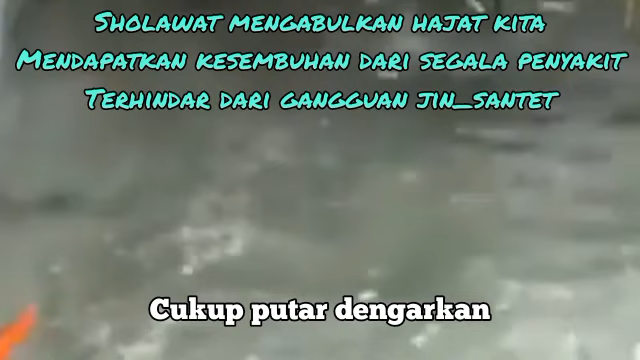 Sholawat mengabulkan hajat kita
Mendapatkan kesembuhan dari segala penyakit
Terhindar dari gangguan jin_santet
Cukup putar dengarkan